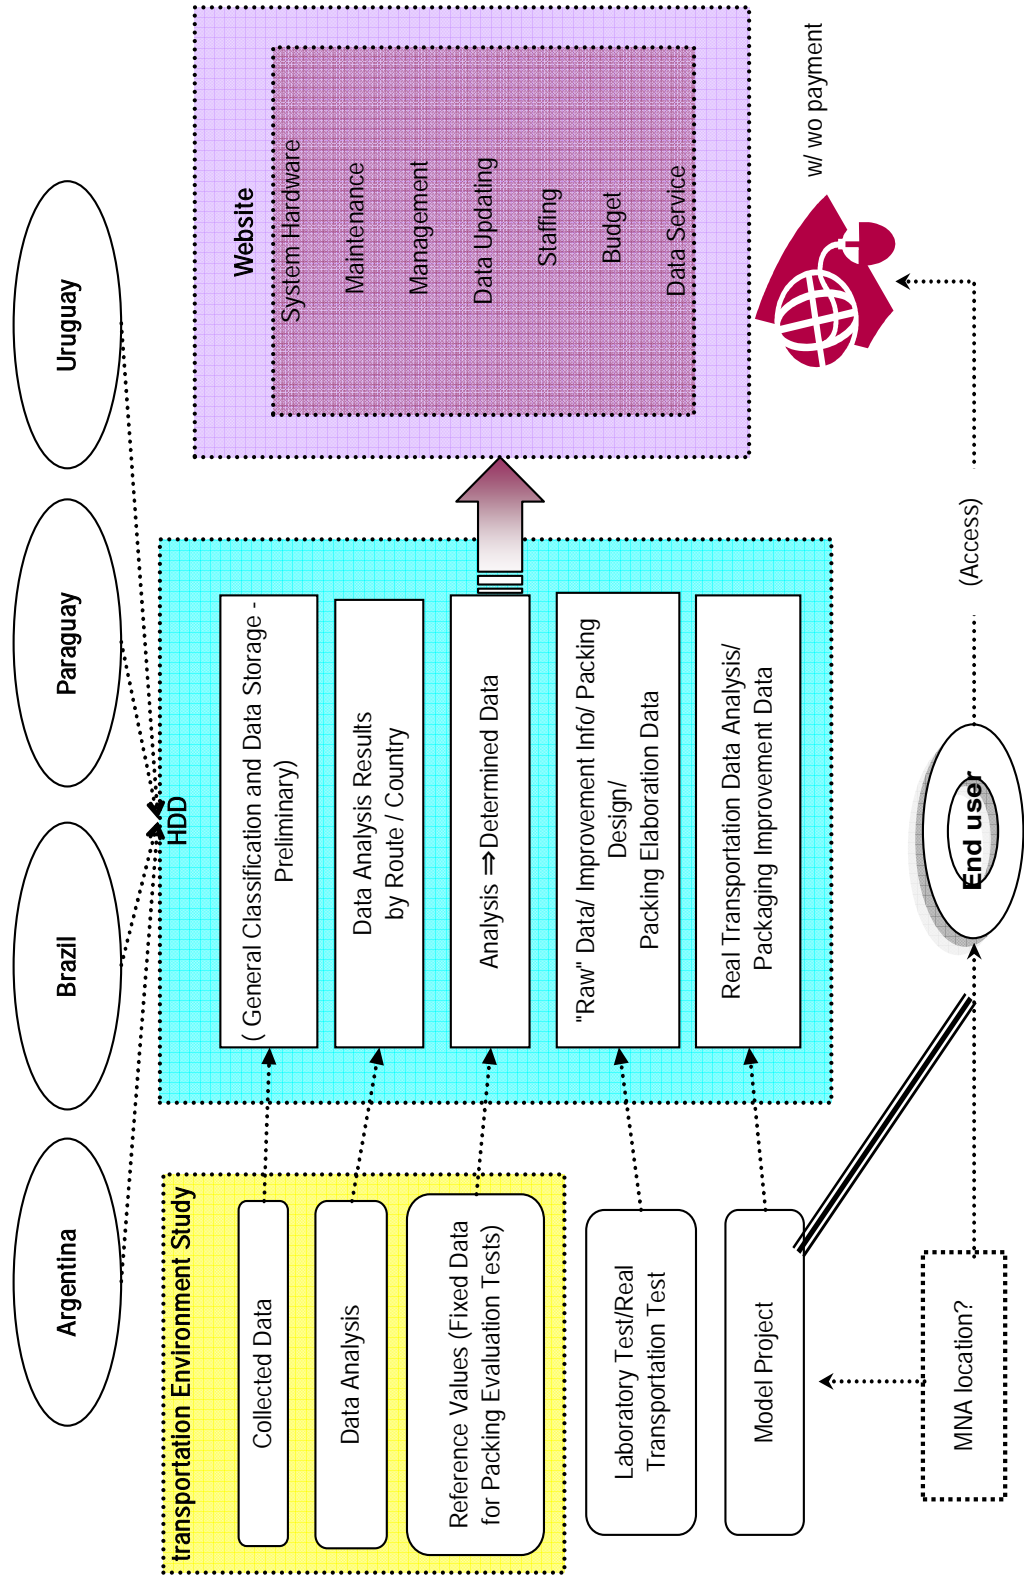 Argentina
Brazil
Paraguay
Uruguay
transportation Environment Study
Collected Data
Data Analysis
Reference Values (Fixed Data
for Packing Evaluation Tests)
Laboratory Test/Real
Transportation Test
Model Project
MNA location?
HDD
( General Classification and Data Storage -
Preliminary)
Data Analysis Results
by Route / Country
Analysis ⇒Determined Data
"Raw" Data/ Improvement Info/ Packing
Design/
Packing Elaboration Data
Real Transportation Data Analysis/
Packaging Improvement Data
End user
(Access)
Website
System Hardware
Maintenance
Management
Data Updating
Staffing
Budget
Data Service
w/ wo payment